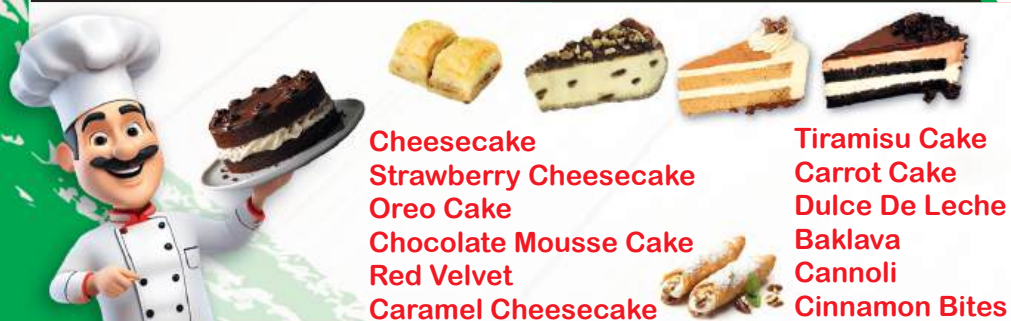 Cheesecake
Strawberry Cheesecake
Oreo Cake
Chocolate Mousse Cake
Red Velvet
Caramel Cheesecake
Tiramisu Cake
Carrot Cake
Dulce De Leche
Baklava
Cannoli
Cinnamon Bites